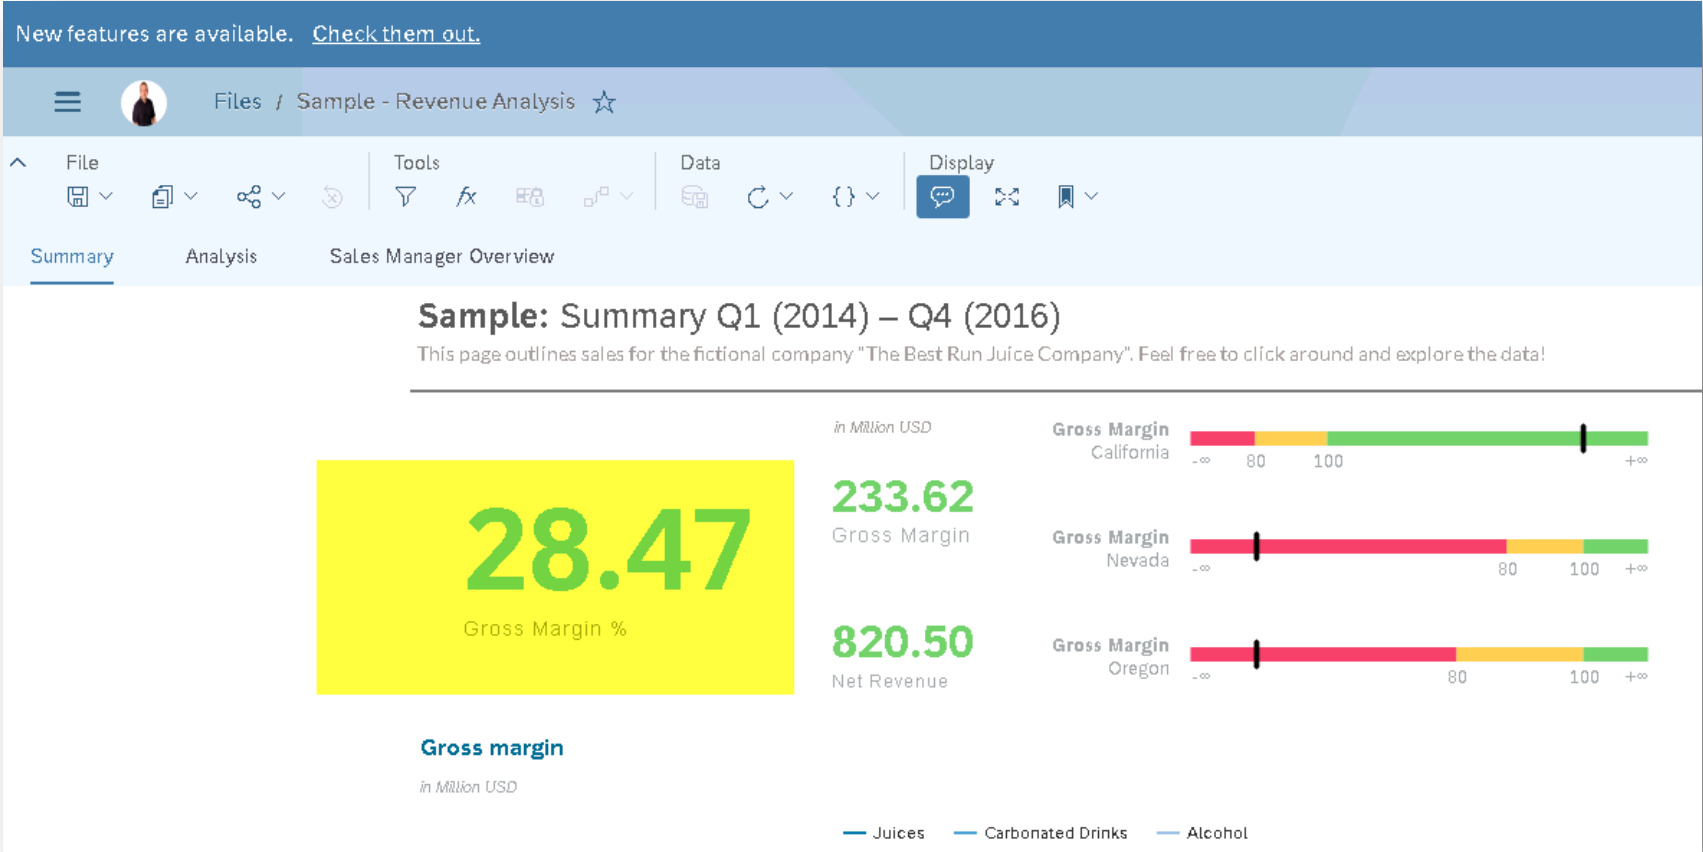 New features are available. Check them out.
Files / Sample - Revenue Analysis
File Tools Data Display
fx { }
Summary Analysis Sales Manager Overview
Sample: Summary Q1 (2014) – Q4 (2016)
This page outlines sales for the fictional company "The Best Run Juice Company". Feel free to click around and explore the data!
28.47
Gross Margin %
in Million USD
233.62
Gross Margin
820.50
Net Revenue
Gross Margin
California
-∞ 80 100 +∞
Gross Margin
Nevada
-∞ 80 100 +∞
Gross Margin
Oregon
-∞ 80 100 +∞
Gross margin
in Million USD
Juices Carbonated Drinks Alcohol